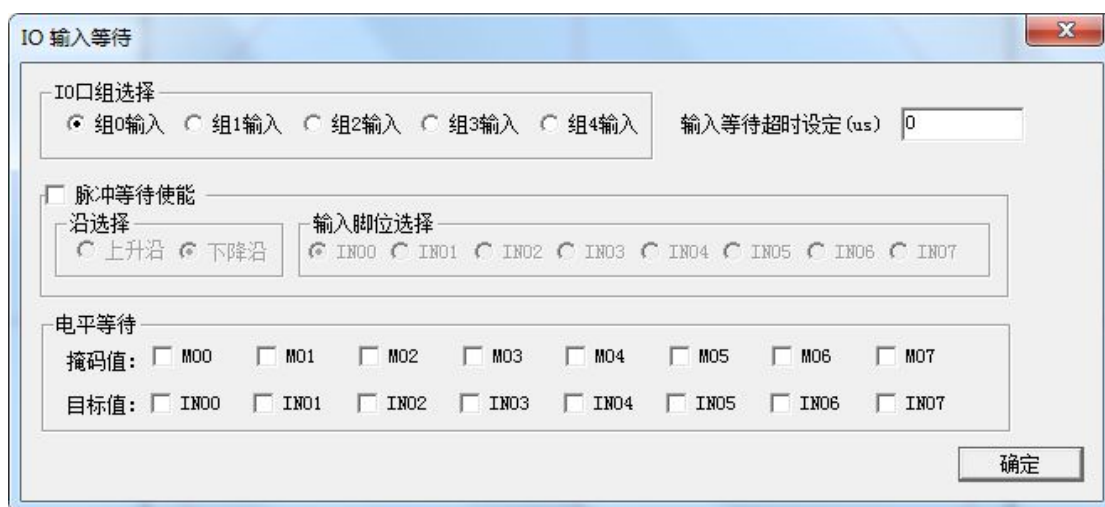 IO 输入等待
IO口组选择
组0输入 组1输入 组2输入 组3输入 组4输入 输入等待超时设定(us) 0
脉冲等待使能
沿选择 输入脚位选择
上升沿 下降沿 IN00 IN01 IN02 IN03 IN04 IN05 IN06 IN07
电平等待
掩码值: M00 M01 M02 M03 M04 M05 M06 M07
目标值: IN00 IN01 IN02 IN03 IN04 IN05 IN06 IN07
确定